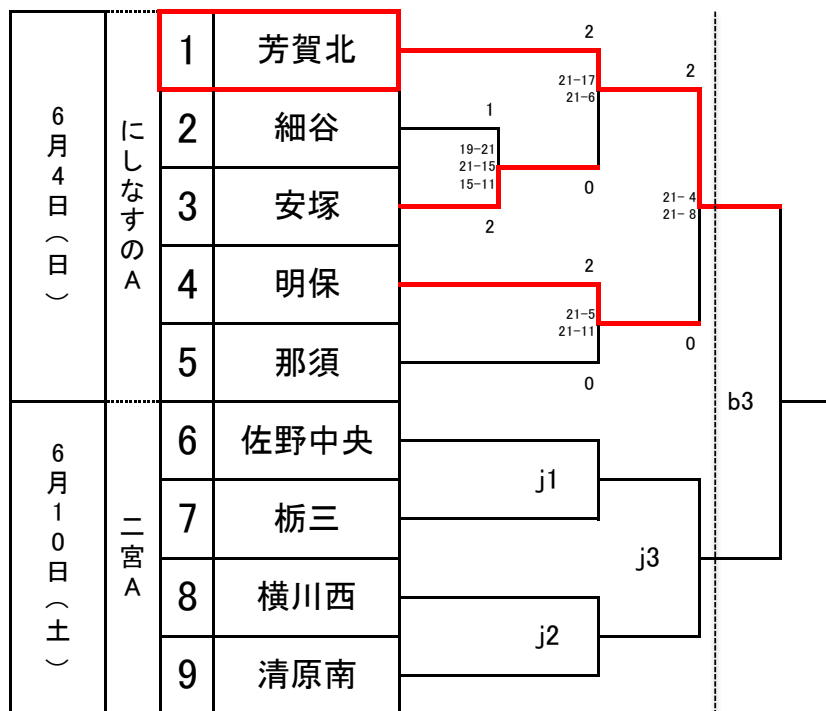 6月4日（日）
にしなすのA
1 芳賀北
2 細谷
3 安塚
4 明保
5 那須
6月10日（土）
二宮A
6 佐野中央
7 栃三
8 横川西
9 清原南
2
21-17
21-6
0
1
19-21
21-15
15-11
2
2
21-5
21-11
0
2
21- 4
21- 8
0
j1
j2
j3
b3